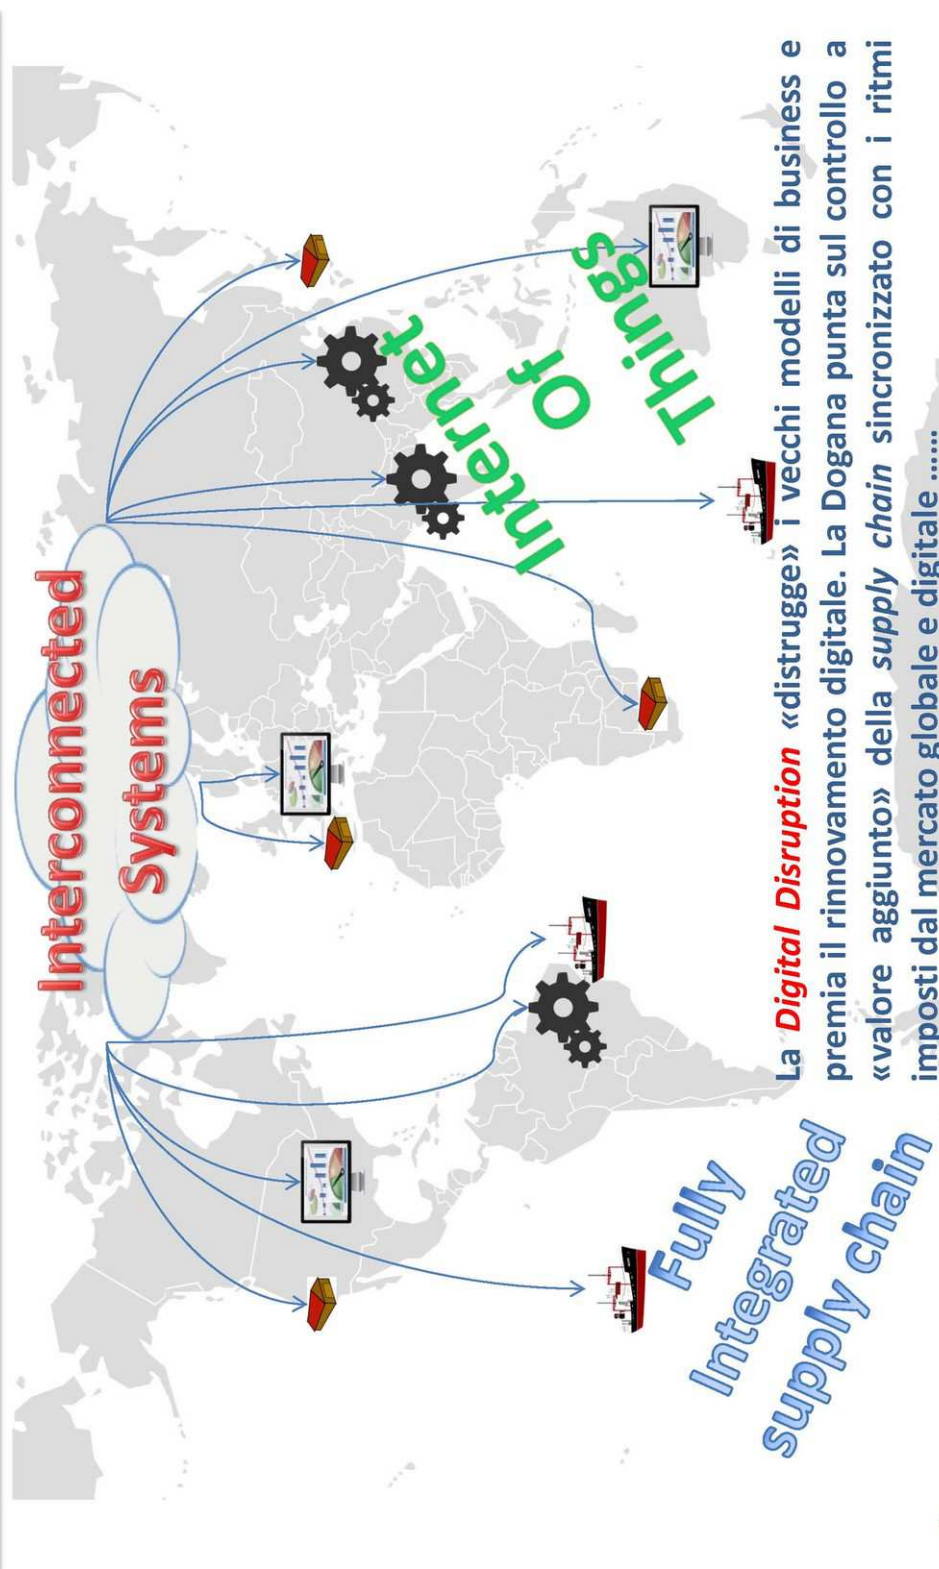 Interconnected
Systems
Internet
Of
Things
Fully
Integrated
supply chain
La Digital Disruption «distrugge» i vecchi modelli di business e
premia il rinnovamento digitale. La Dogana punta sul controllo a
«valore aggiunto» della supply chain sincronizzato con i ritmi
imposti dal mercato globale e digitale ......